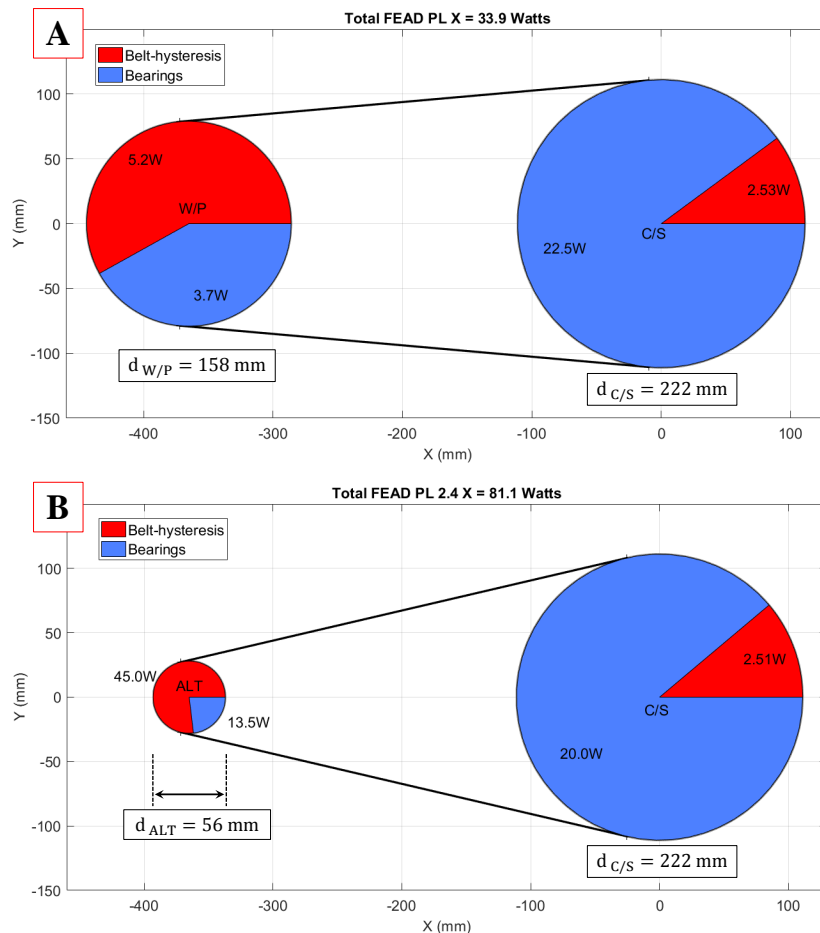 A
Total FEAD PL X = 33.9 Watts
Belt-hysteresis
Bearings
100
50
0
-50
-100
-150
Y (mm)
5.2W
W/P
3.7W
2.53W
22.5W
C/S
d W/P = 158 mm
d C/S = 222 mm
-400
-300
-200
-100
0
100
X (mm)
B
Total FEAD PL 2.4 X = 81.1 Watts
Belt-hysteresis
Bearings
100
50
0
-50
-100
-150
Y (mm)
45.0W
ALT
13.5W
2.51W
C/S
20.0W
d ALT = 56 mm
d C/S = 222 mm
-400
-300
-200
-100
0
100
X (mm)